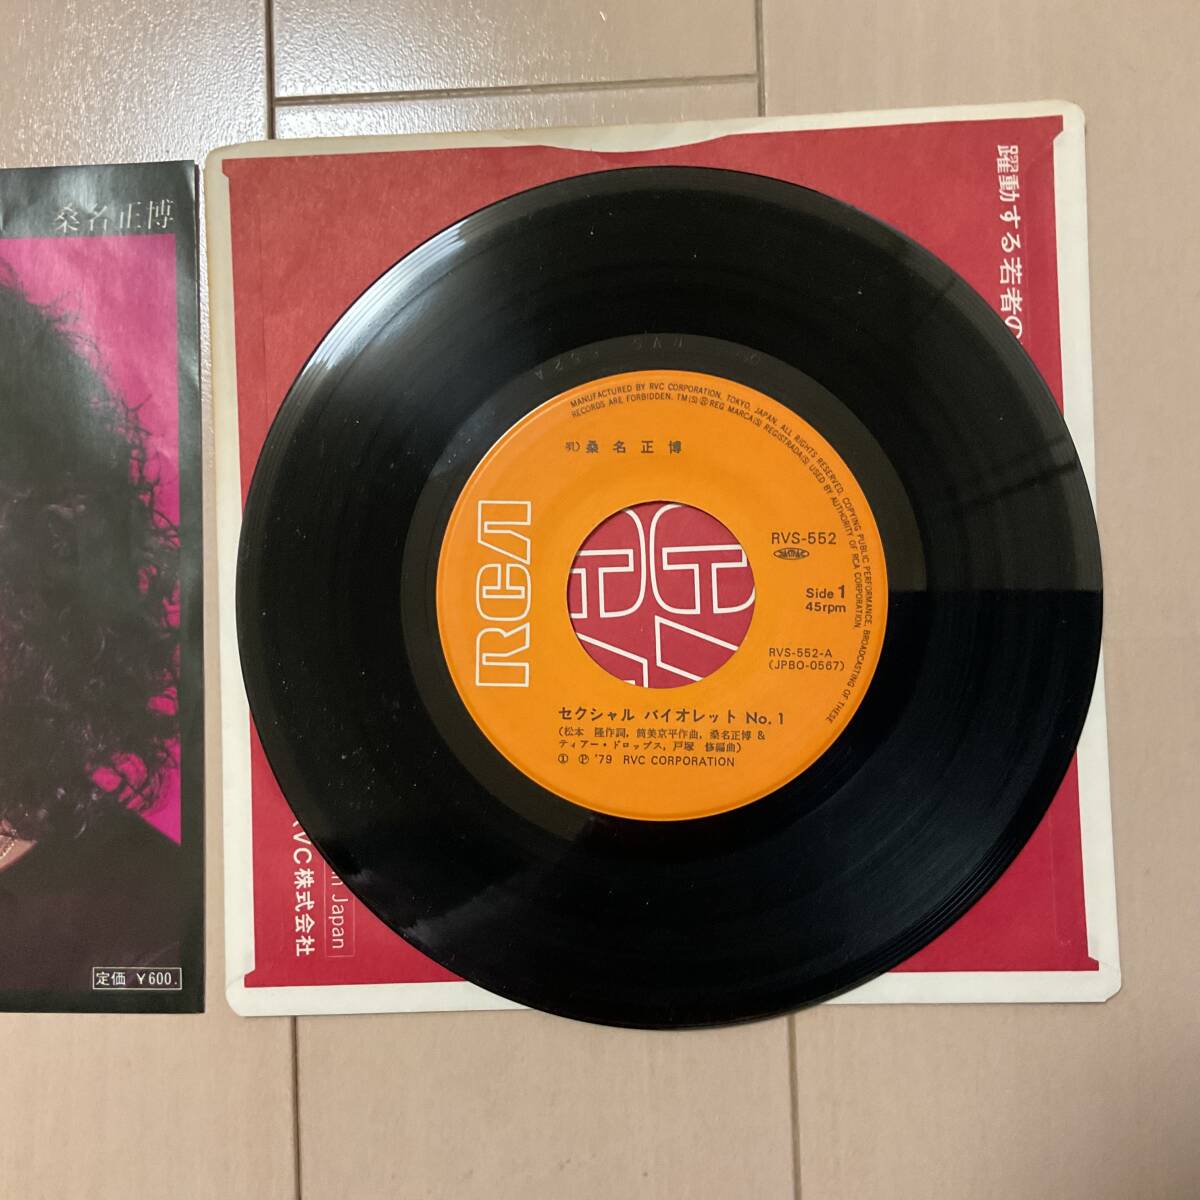 桑名正博
定価 ¥600.
躍動する若者の
MANUFACTURED BY RVC CORPORATION, TOKYO, JAPAN. ALL RIGHTS RESERVED. COPYING PUBLIC PERFORMANCE, BROADCASTING OF THESE
RECORDS ARE FORBIDDEN. TM(S)®REG MARCA(S) REGISTRADA(S) USED BY AUTHORITY OF RCA CORPORATION
唄) 桑名正博
RCA
RVS-552
Side 1
45rpm
RVS-552-A
(JPBO-0567)
セクシャル バイオレット No. 1
(松本 隆作詞, 筒美京平作曲, 桑名正博 &
ティアー・ドロップス, 戸塚 修編曲)
① Ⓟ '79 RVC CORPORATION
VC株式会社
in Japan